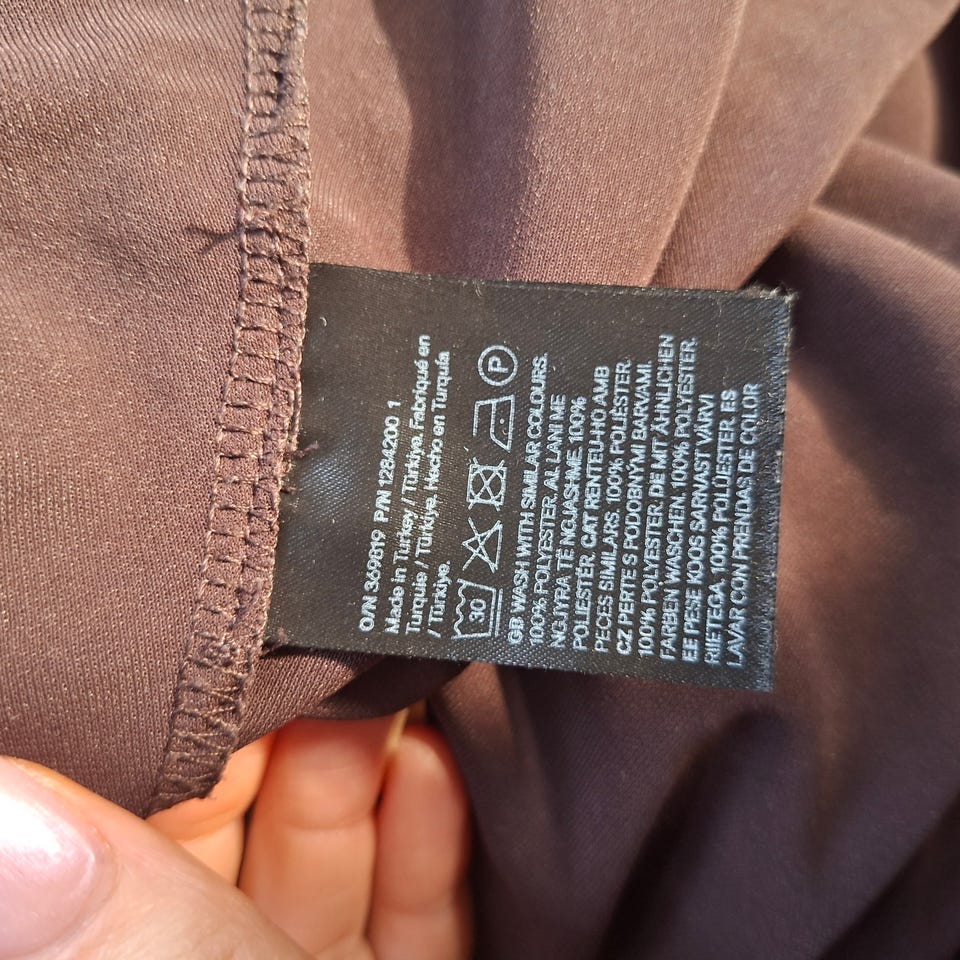 O/N 369819 P/N 1284200 1
Made in Turkey / Türkiye, Fabriqué en
Turquie / Türkiye, Hecho en Turquía
/ Türkiye,
30 P
GB WASH WITH SIMILAR COLOURS.
100% POLYESTER. AL LANI ME
NGJYRA TË NGJASHME. 100%
POLIESTËR. CAT RENTEU-HO AMB
PECES SIMILARS. 100% POLIÈSTER.
CZ PERTE S PODOBNÝMI BARVAMI.
100% POLYESTER. DE MIT ÄHNLICHEN
FARBEN WASCHEN. 100% POLYESTER
EE PESE KOOS SARNAST VÄRVI
RIIETEGA. 100% POLÜESTER. ES
LAVAR CON PRENDAS DE COLOR